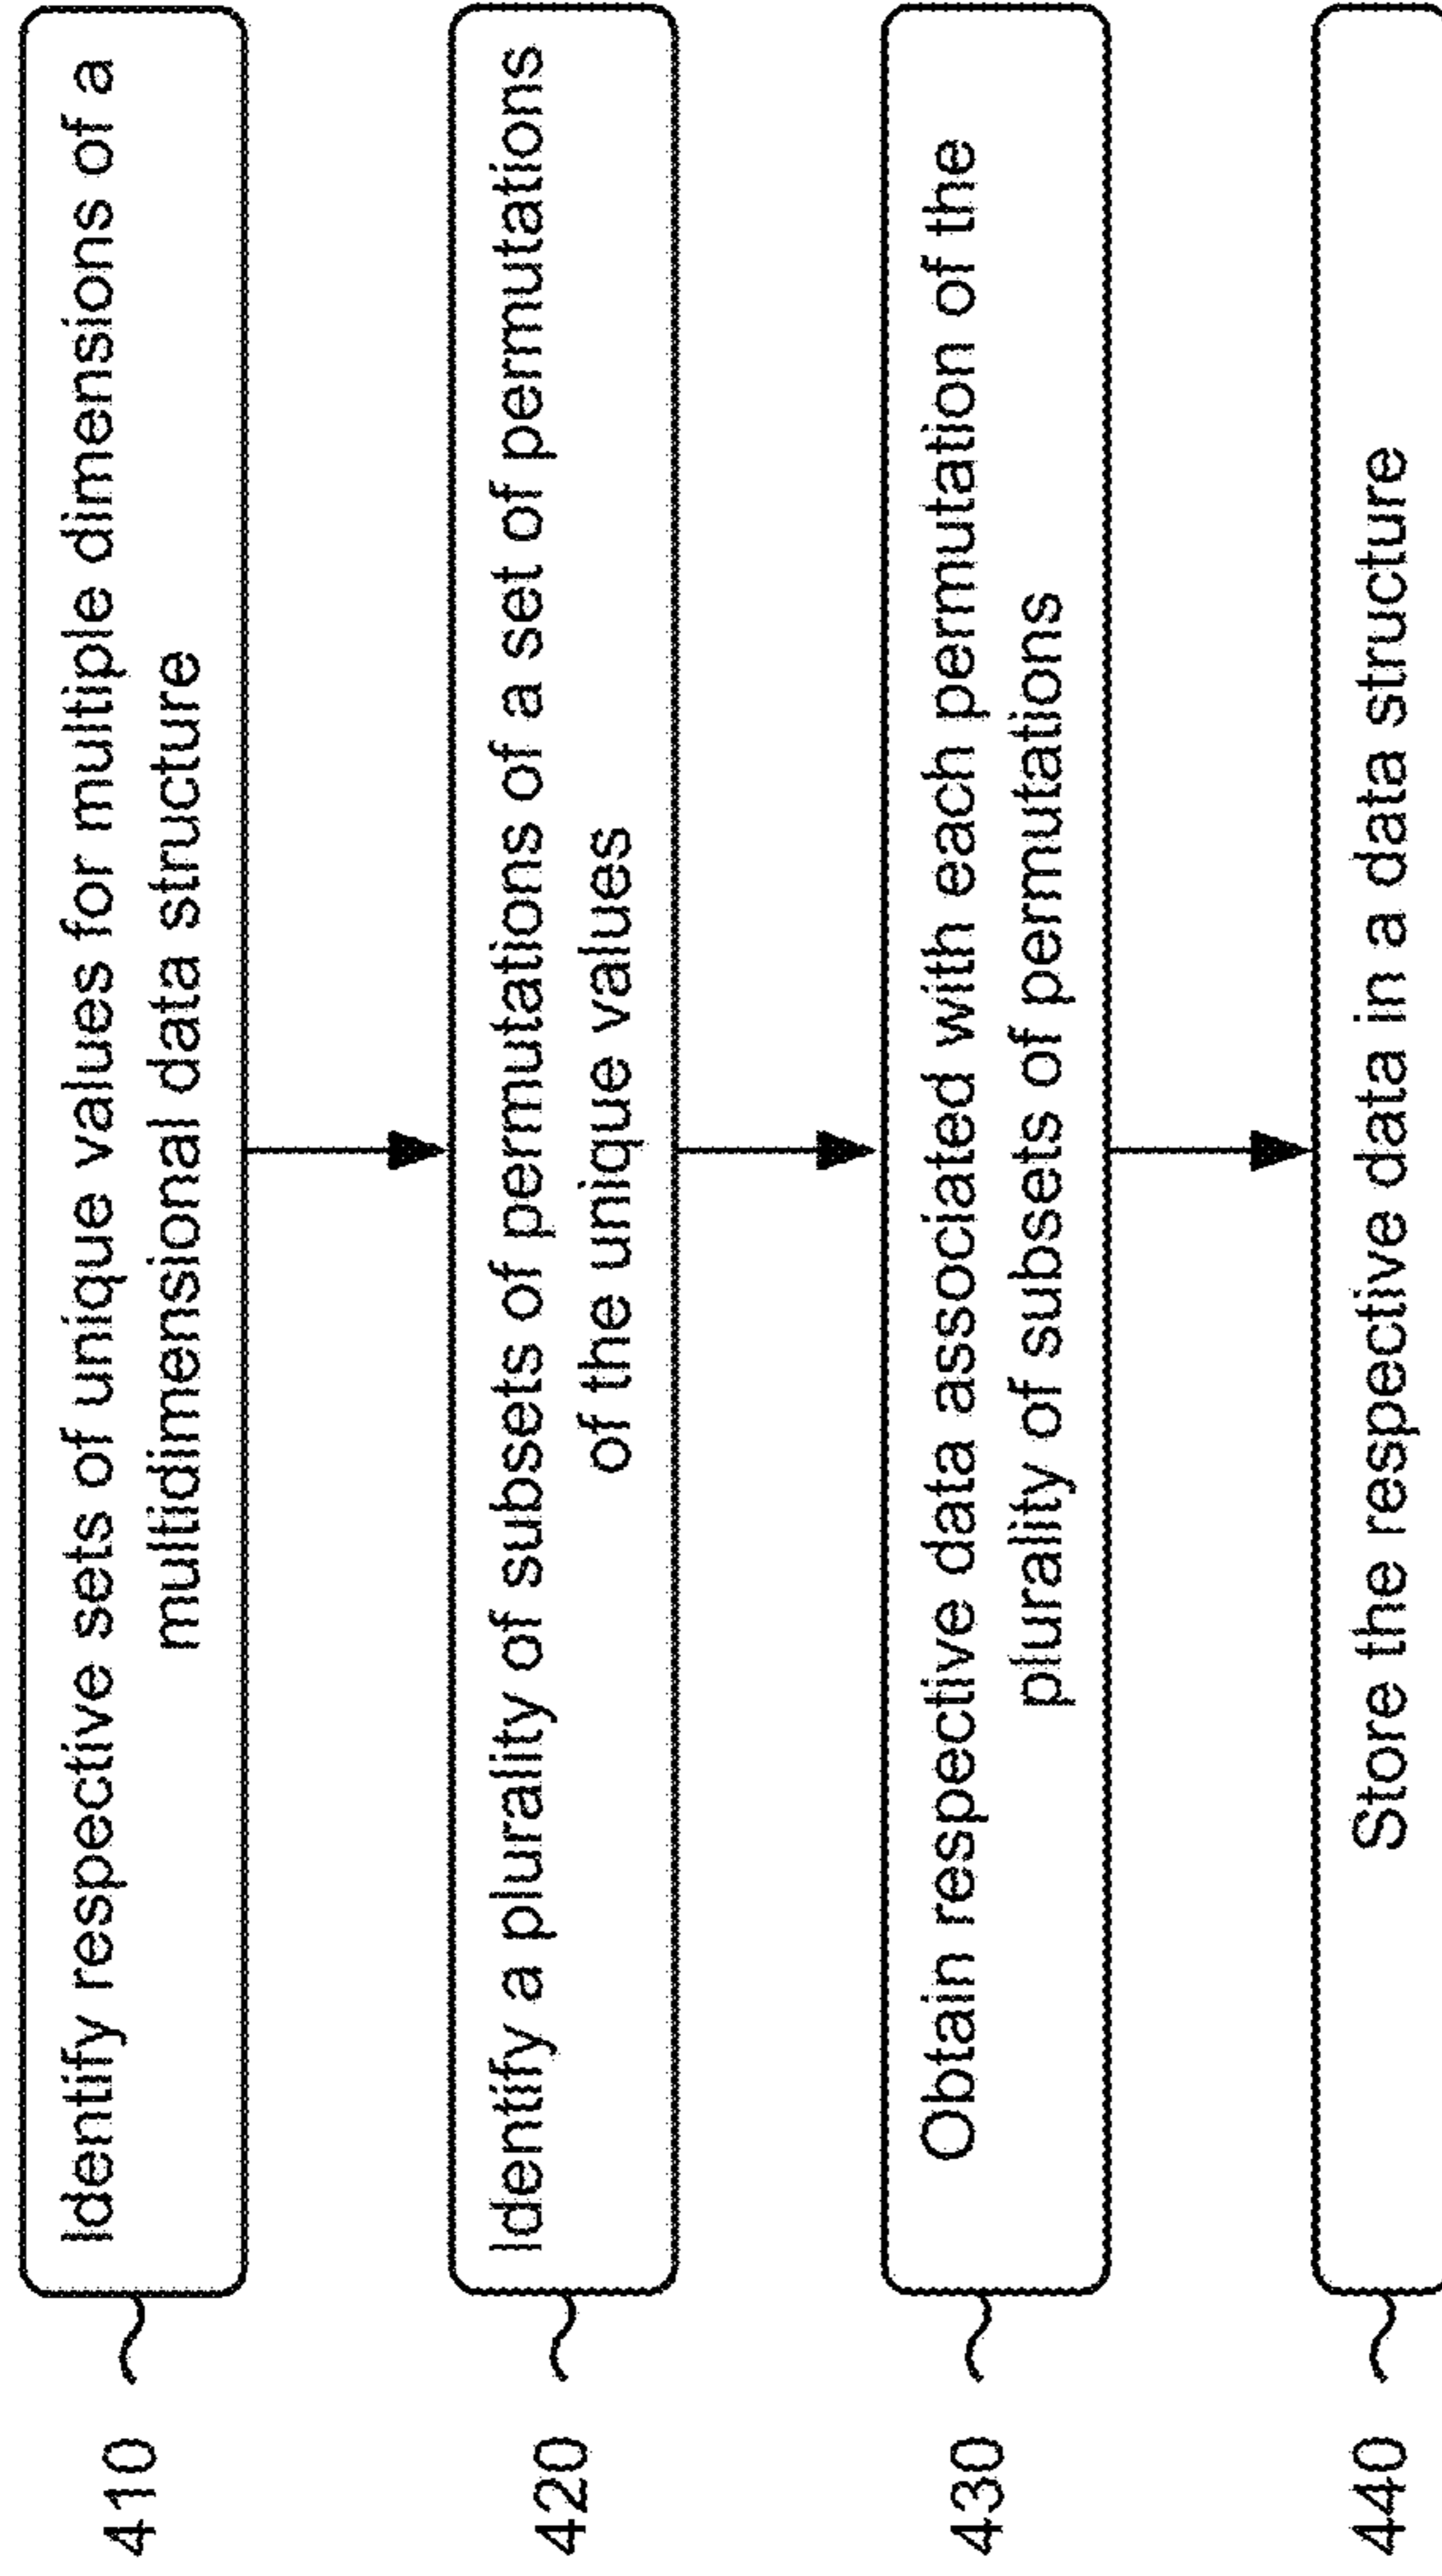 410
Identify respective sets of unique values for multiple dimensions of a
multidimensional data structure
420
Identify a plurality of subsets of permutations of a set of permutations
of the unique values
430
Obtain respective data associated with each permutation of the
plurality of subsets of permutations
440
Store the respective data in a data structure